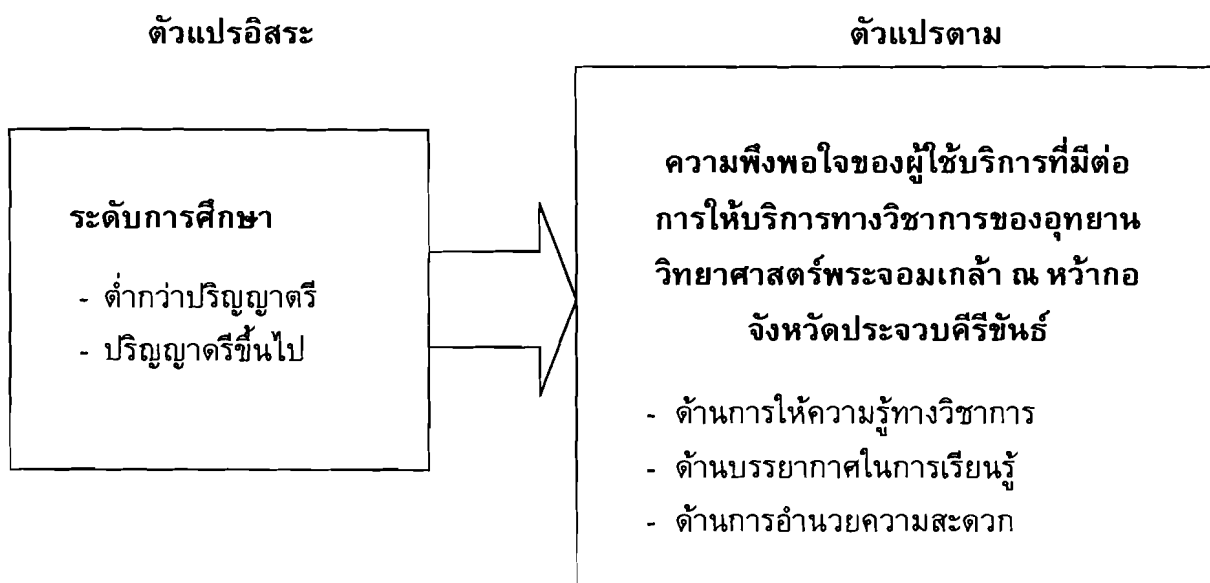 ตัวแปรอิสระ
ตัวแปรตาม
ระดับการศึกษา
- ต่ำกว่าปริญญาตรี
- ปริญญาตรีขึ้นไป
ความพึงพอใจของผู้ใช้บริการที่มีต่อ
การให้บริการทางวิชาการของอุทยาน
วิทยาศาสตร์พระจอมเกล้า ณ หว้ากอ
จังหวัดประจวบคีรีขันธ์
- ด้านการให้ความรู้ทางวิชาการ
- ด้านบรรยากาศในการเรียนรู้
- ด้านการอำนวยความสะดวก